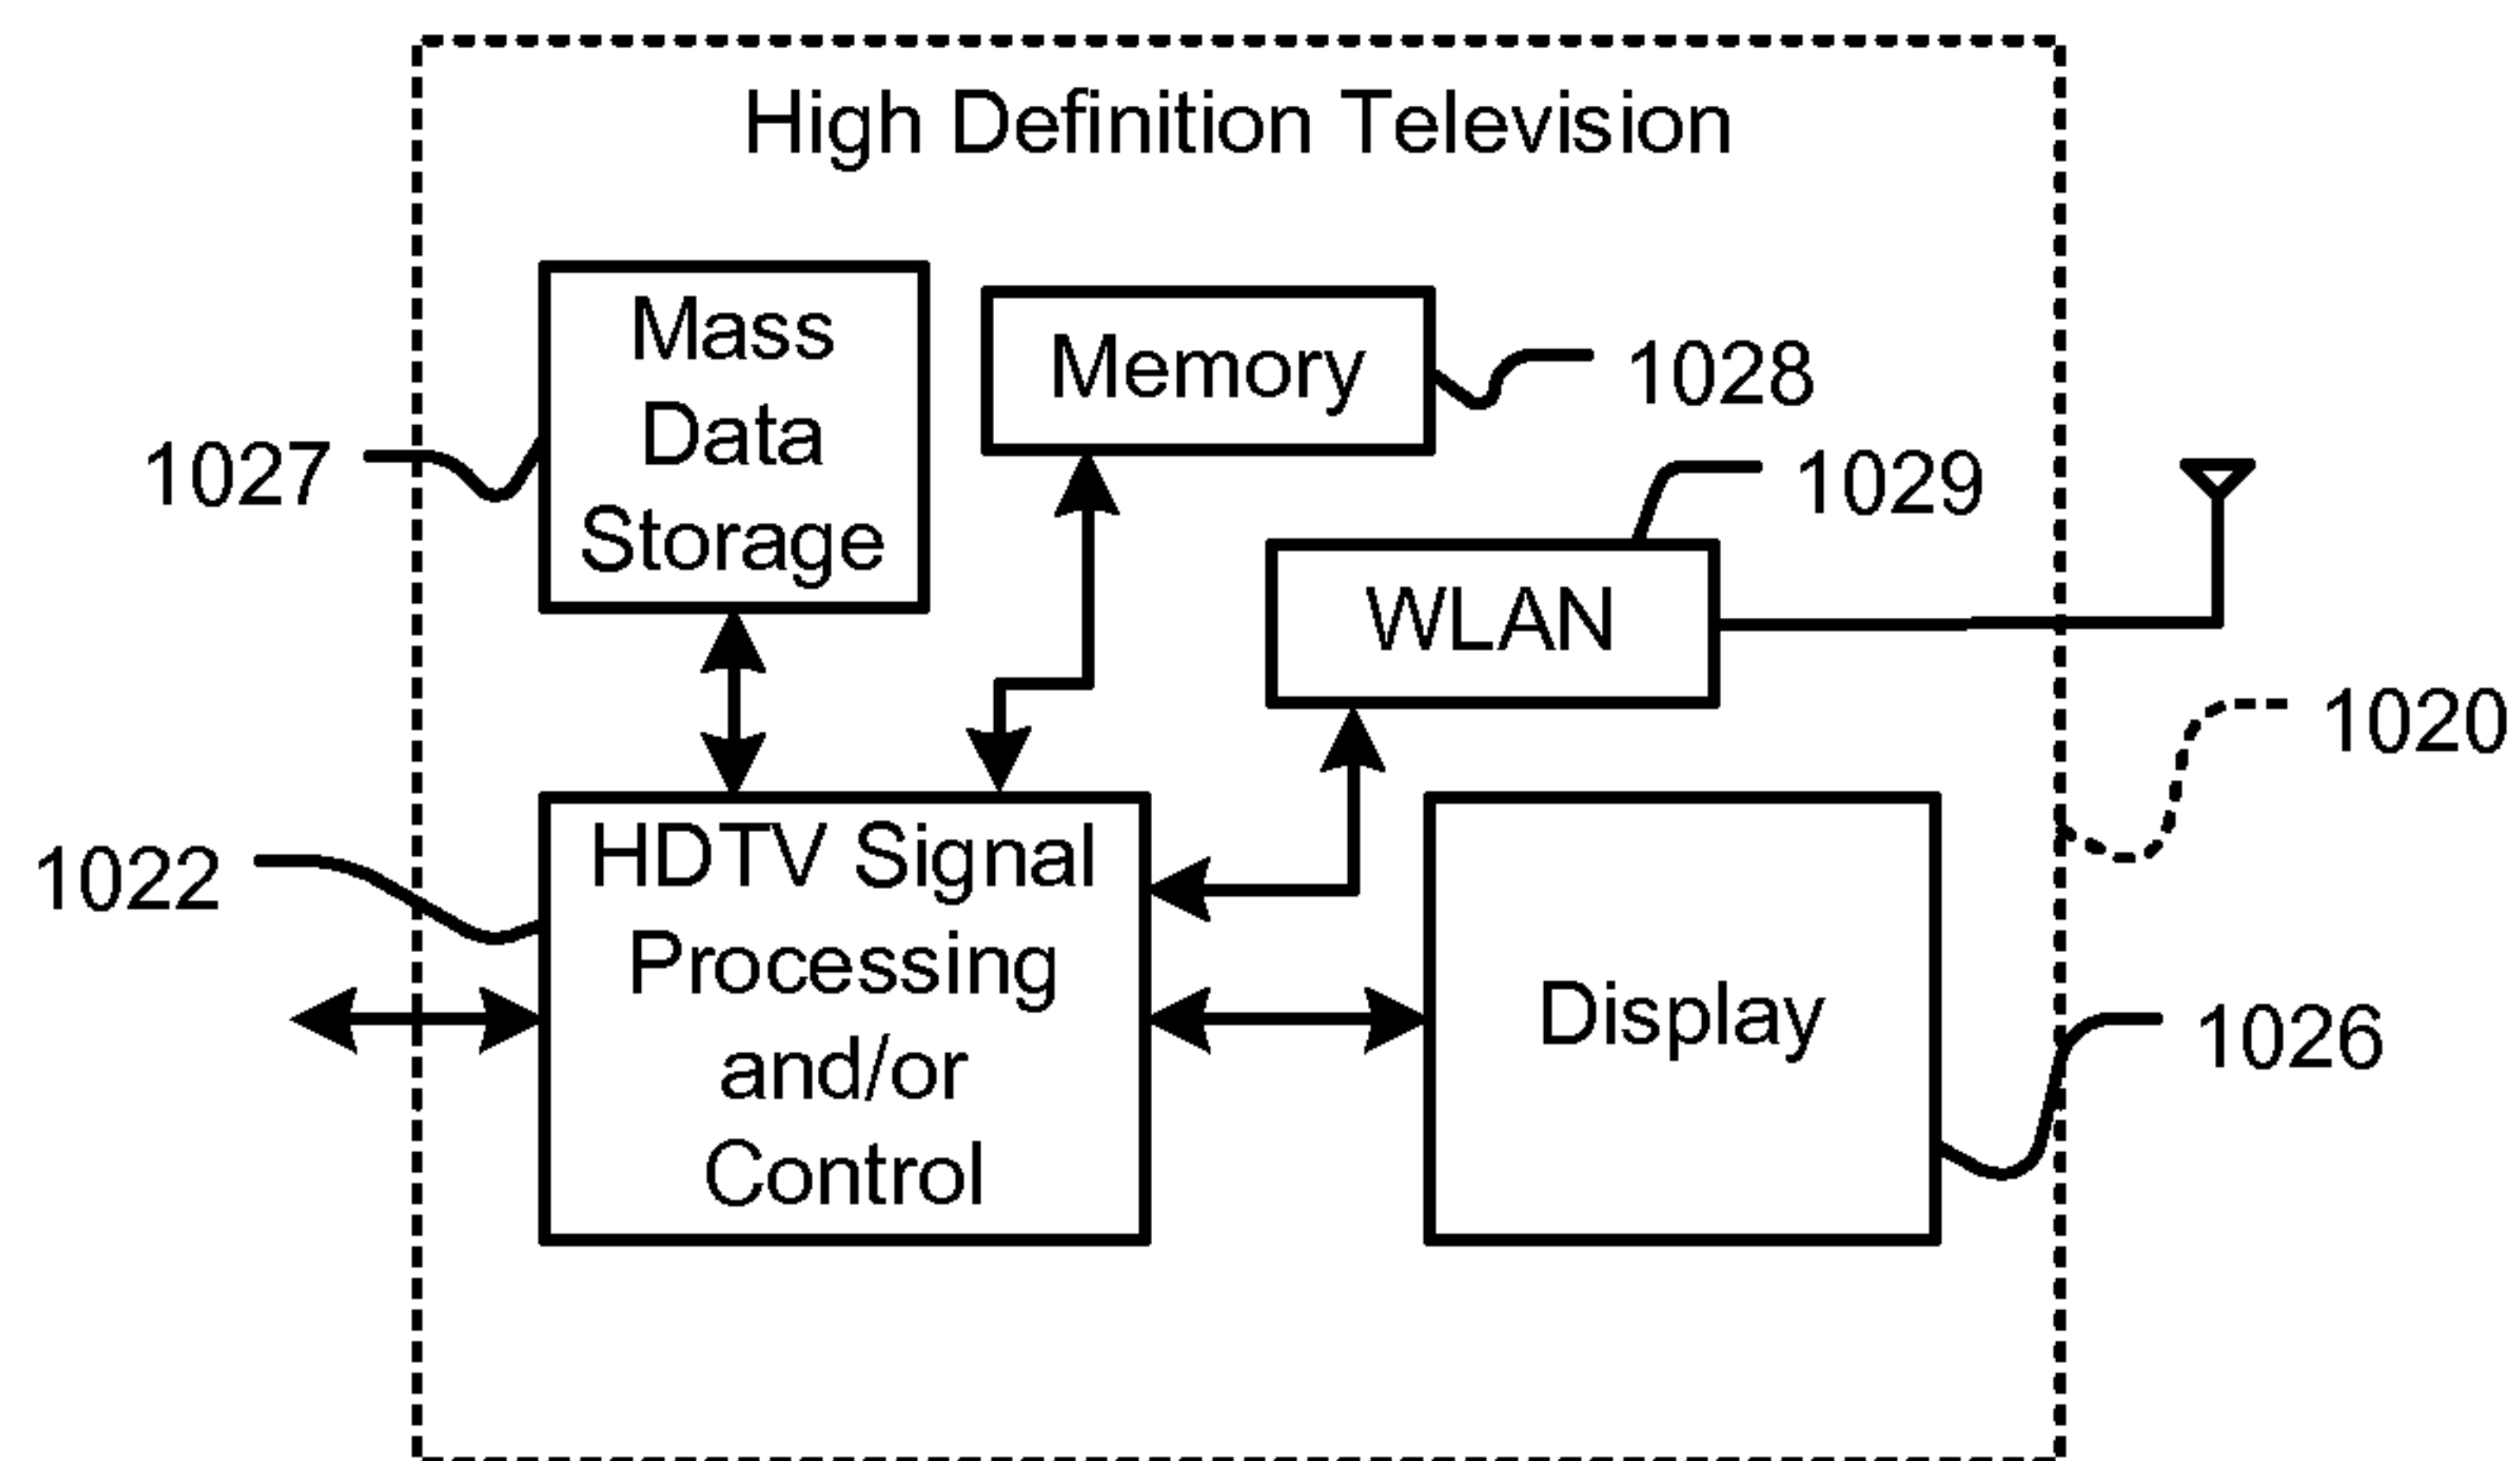 High Definition Television
Mass
Data
Storage
Memory
1028
1027
1029
WLAN
1020
1022
HDTV Signal
Processing
and/or
Control
Display
1026